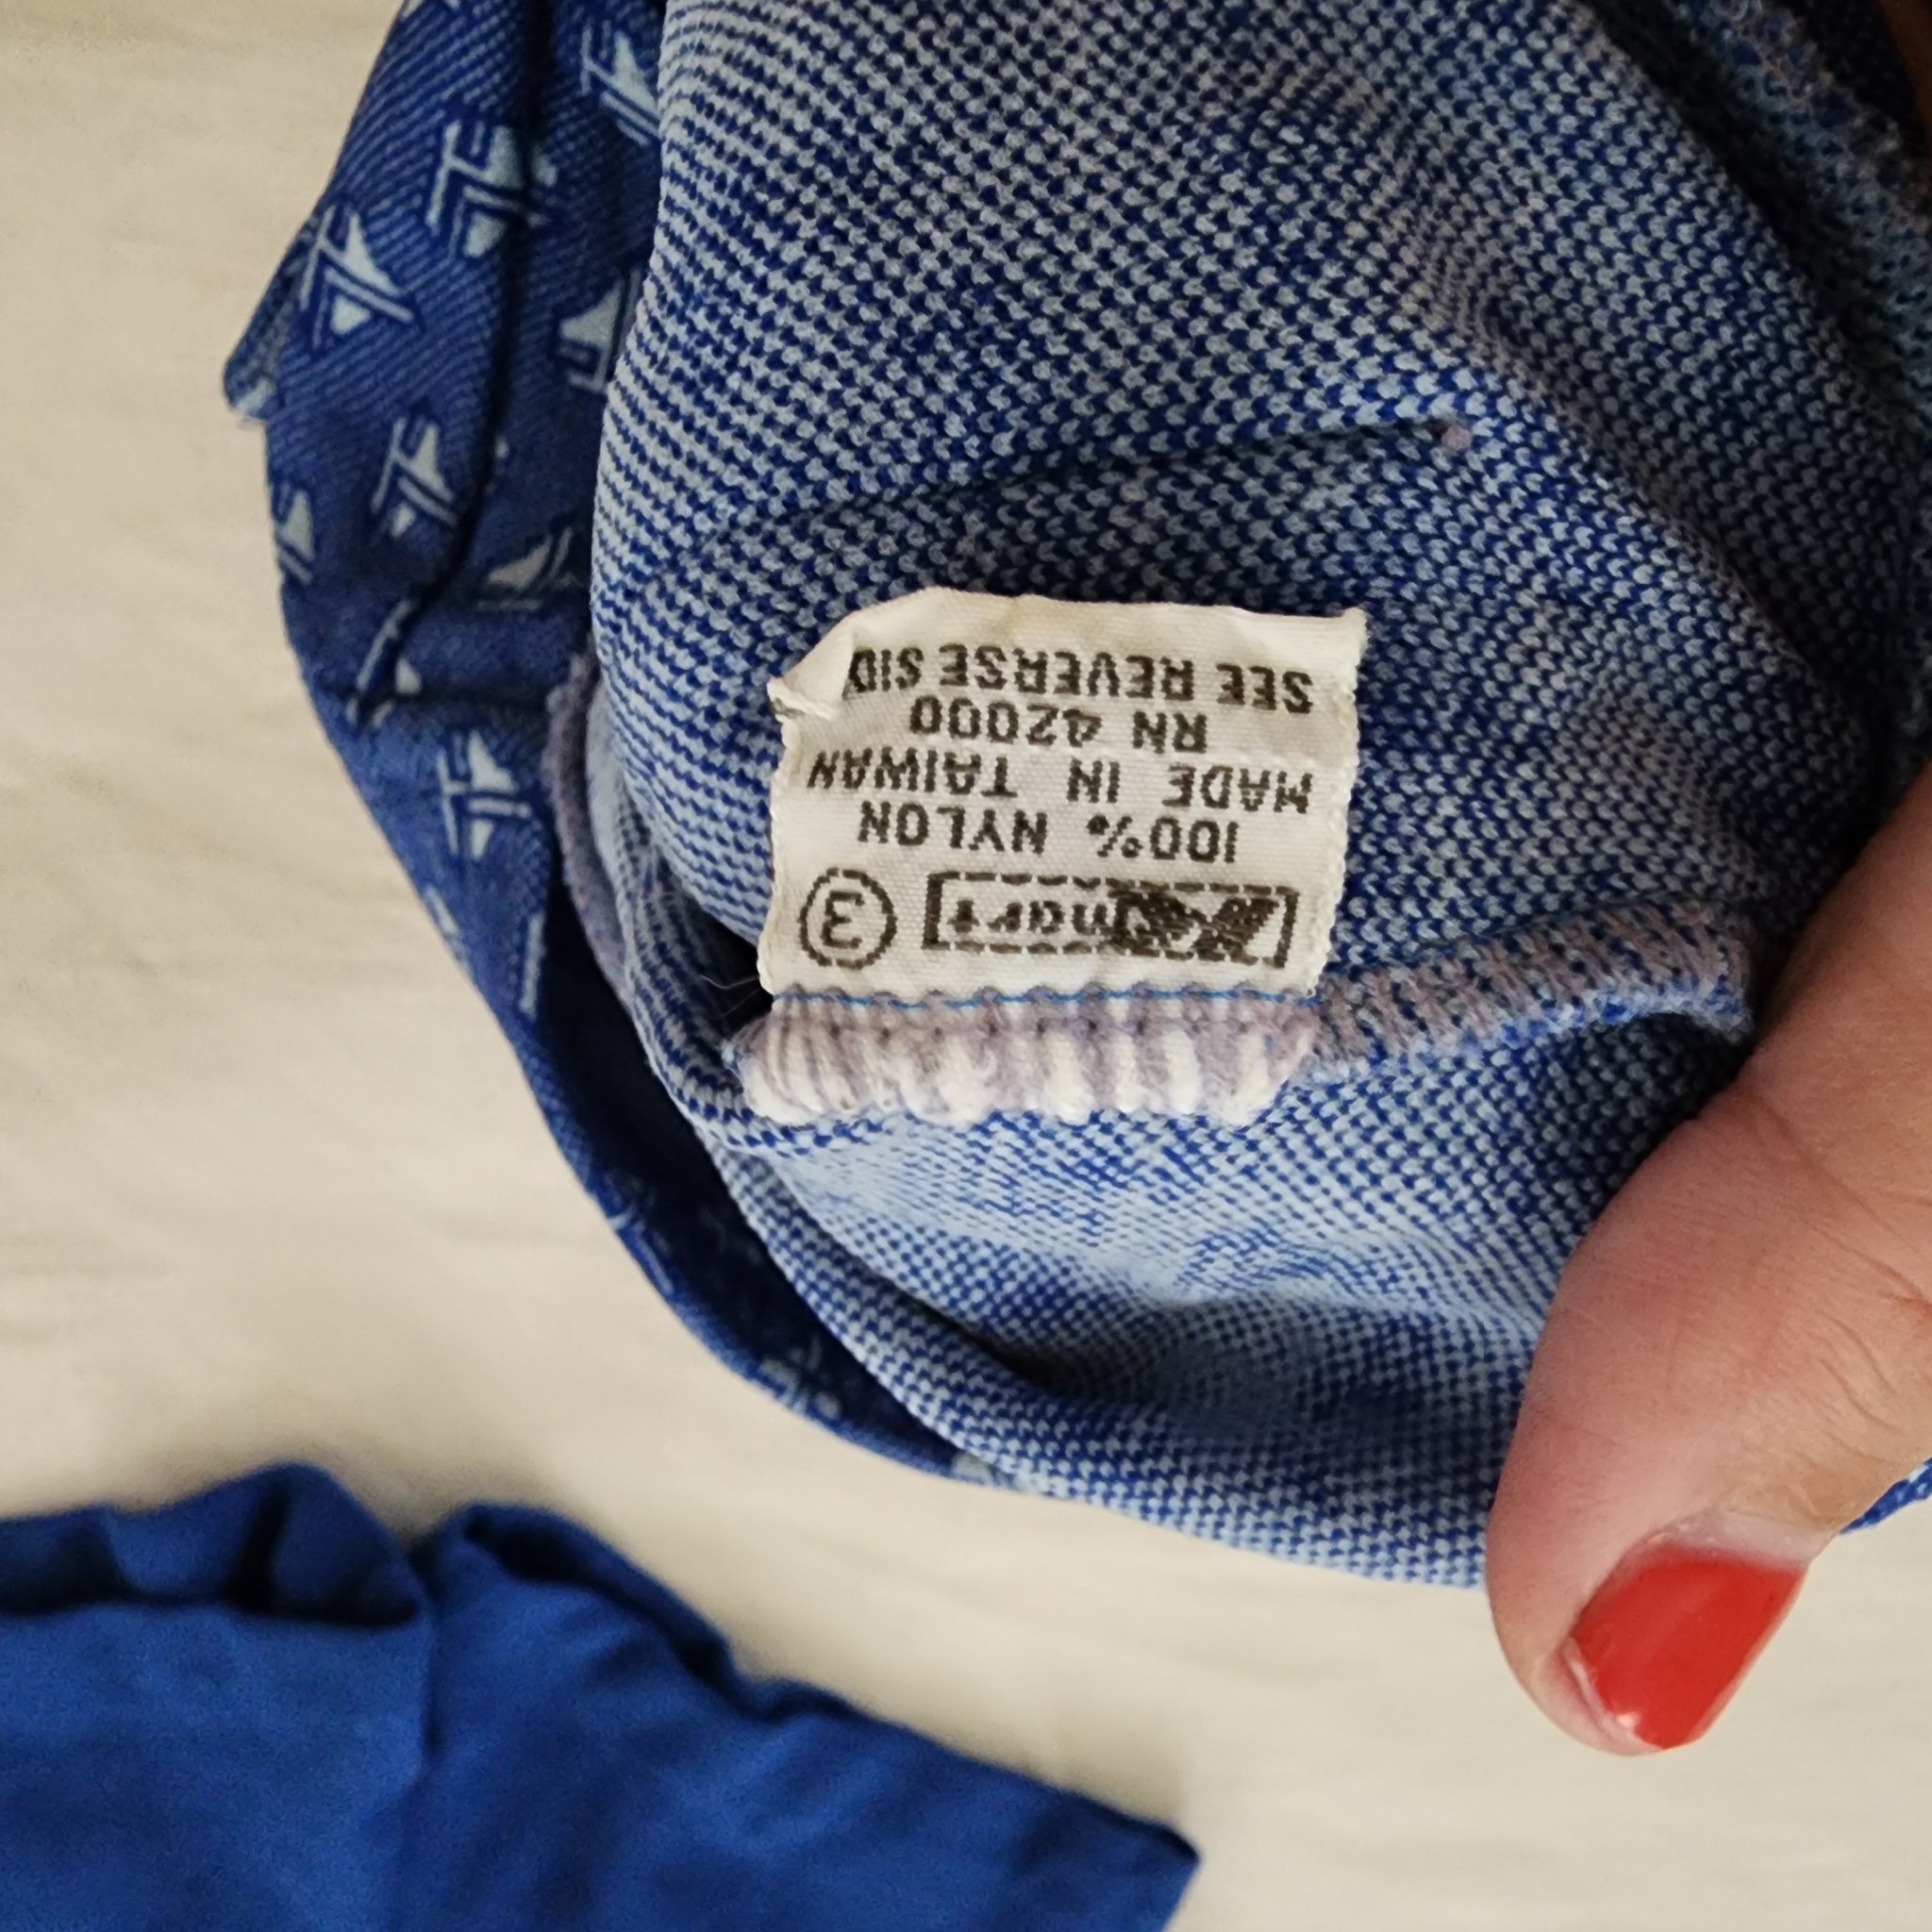 Kmart 3
100% NYLON
MADE IN TAIWAN
RN 42000
SEE REVERSE SID